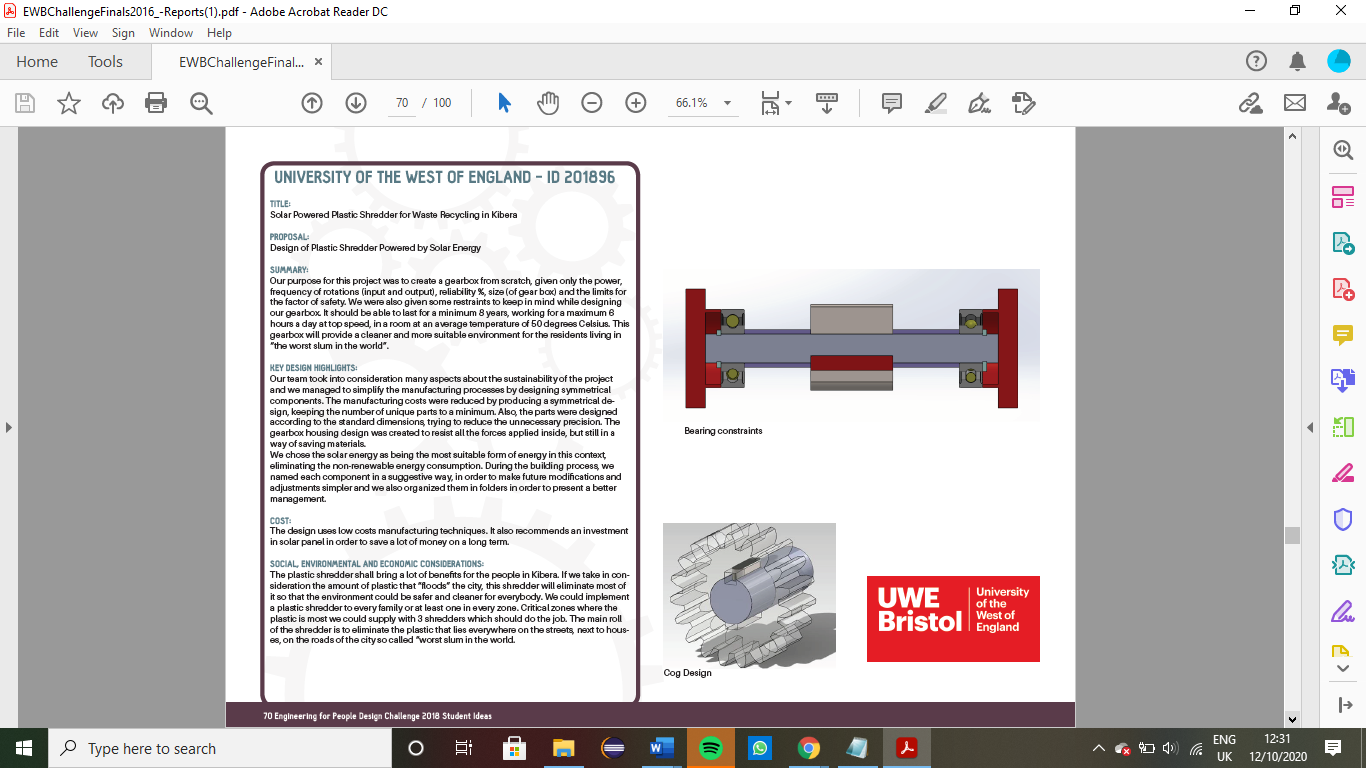 EWBChallengeFinals2016_-Reports(1).pdf - Adobe Acrobat Reader DC
File Edit View Sign Window Help
Home Tools EWBChallengeFinal... ×
70 / 100 66.1%
UNIVERSITY OF THE WEST OF ENGLAND - ID 201896
TITLE:
Solar Powered Plastic Shredder for Waste Recycling in Kibera
PROPOSAL:
Design of Plastic Shredder Powered by Solar Energy
SUMMARY:
Our purpose for this project was to create a gearbox from scratch, given only the power,
frequency of rotations (input and output), reliability %, size (of gear box) and the limits for
the factor of safety. We were also given some restraints to keep in mind while designing
our gearbox. It should be able to last for a minimum 8 years, working for a maximum 6
hours a day at top speed, in a room at an average temperature of 50 degrees Celsius. This
gearbox will provide a cleaner and more suitable environment for the residents living in
"the worst slum in the world".
KEY DESIGN HIGHLIGHTS:
Our team took into consideration many aspects about the sustainability of the project
and we managed to simplify the manufacturing processes by designing symmetrical
components. The manufacturing costs were reduced by producing a symmetrical de-
sign, keeping the number of unique parts to a minimum. Also, the parts were designed
according to the standard dimensions, trying to reduce the unnecessary precision. The
gearbox housing design was created to resist all the forces applied inside, but still in a
way of saving materials.
We chose the solar energy as being the most suitable form of energy in this context,
eliminating the non-renewable energy consumption. During the building process, we
named each component in a suggestive way, in order to make future modifications and
adjustments simpler and we also organized them in folders in order to present a better
management.
COST:
The design uses low costs manufacturing techniques. It also recommends an investment
in solar panel in order to save a lot of money on a long term.
SOCIAL, ENVIRONMENTAL AND ECONOMIC CONSIDERATIONS:
The plastic shredder shall bring a lot of benefits for the people in Kibera. If we take in con-
sideration the amount of plastic that "floods" the city, this shredder will eliminate most of
it so that the environment could be safer and cleaner for everybody. We could implement
a plastic shredder to every family or at least one in every zone. Critical zones where the
plastic is most we could supply with 3 shredders which should do the job. The main roll
of the shredder is to eliminate the plastic that lies everywhere on the streets, next to hous-
es, on the roads of the city so called "worst slum in the world.
Bearing constraints
Cog Design
UWE
Bristol
University
of the
West of
England
70 Engineering for People Design Challenge 2018 Student Ideas
Type here to search
ENG
UK
12:31
12/10/2020